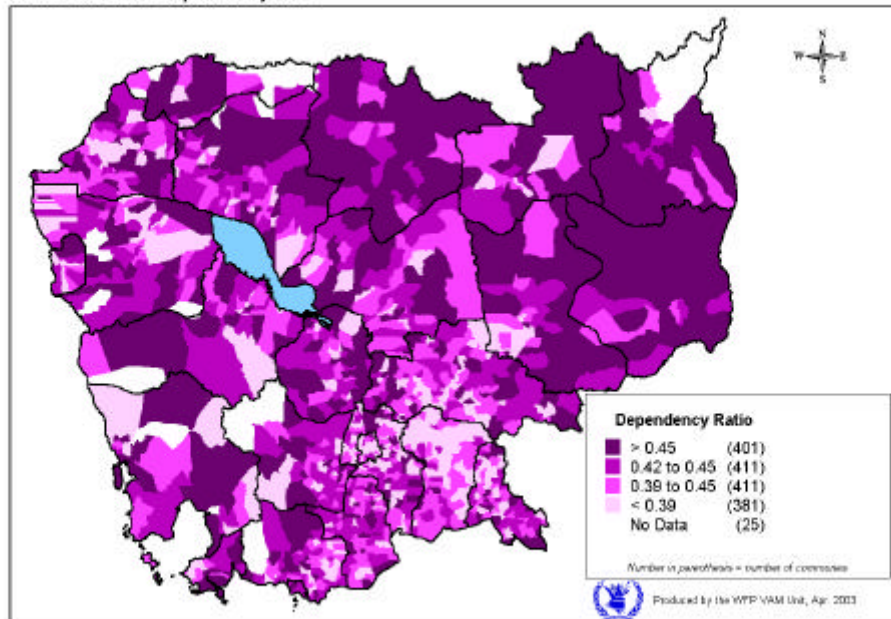 N
W E
S
Dependency Ratio
> 0.45 (401)
0.42 to 0.45 (411)
0.39 to 0.45 (411)
< 0.39 (381)
No Data (25)
Number in parenthesis = number of communes
Produced by the WFP VAM Unit, Apr. 2003